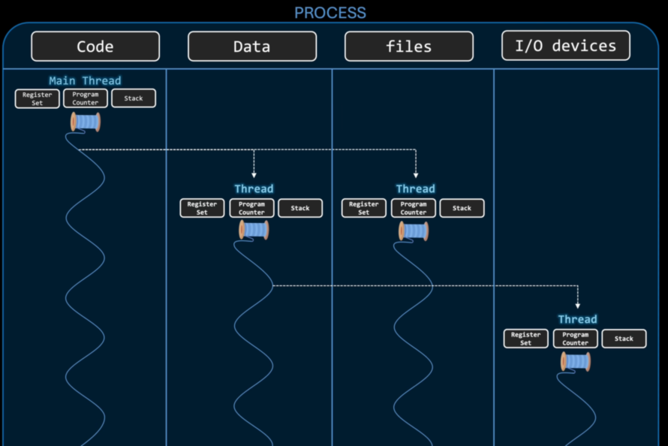 PROCESS
Code
Data
files
I/O devices
Main Thread
Register
Set
Program
Counter
Stack
Thread
Register
Set
Program
Counter
Stack
Thread
Register
Set
Program
Counter
Stack
Thread
Register
Set
Program
Counter
Stack